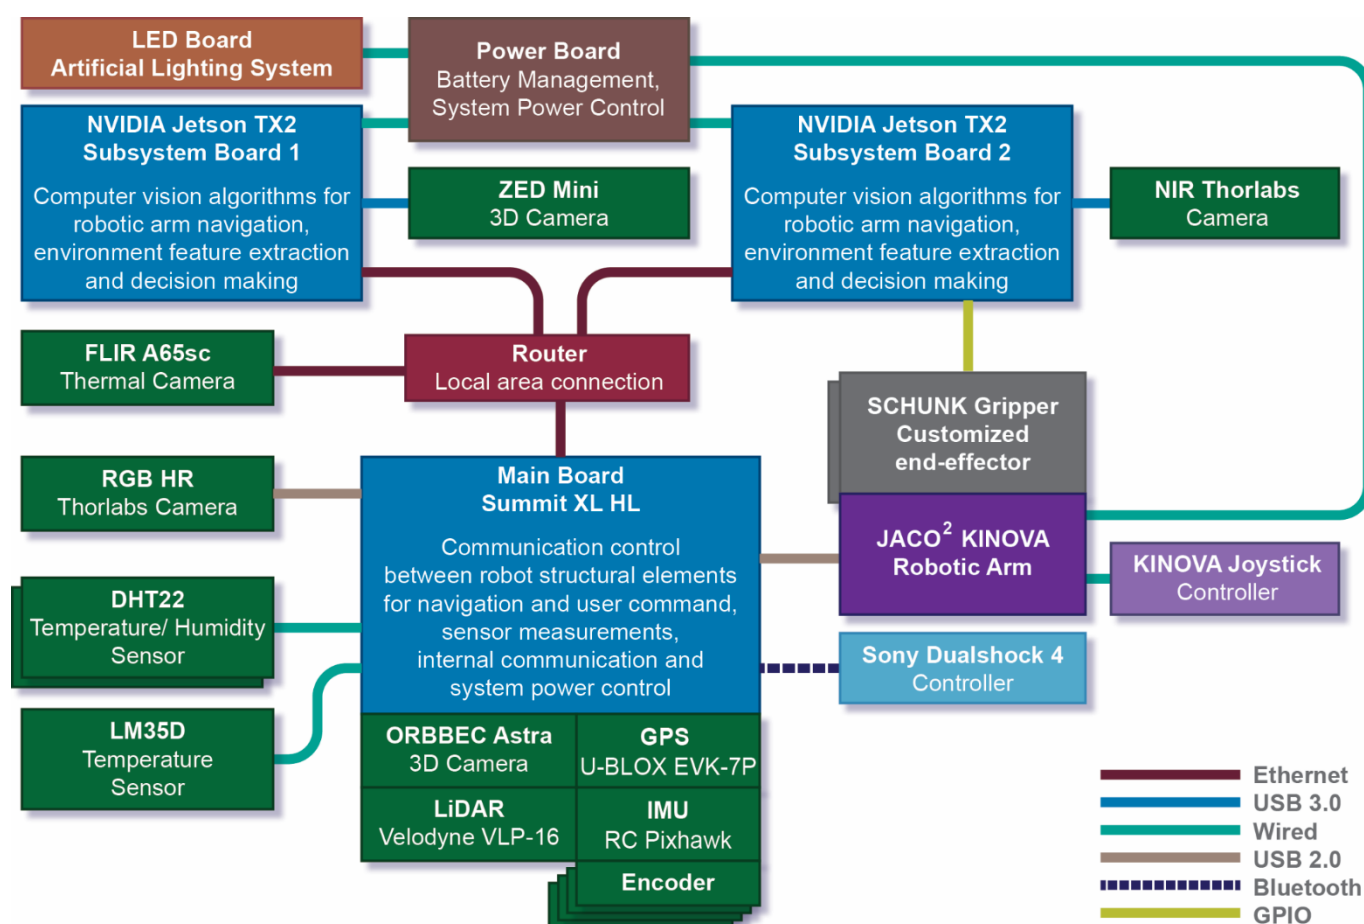 LED Board
Artificial Lighting System
Power Board
Battery Management,
System Power Control
NVIDIA Jetson TX2
Subsystem Board 1
Computer vision algorithms for
robotic arm navigation,
environment feature extraction
and decision making
ZED Mini
3D Camera
NVIDIA Jetson TX2
Subsystem Board 2
Computer vision algorithms for
robotic arm navigation,
environment feature extraction
and decision making
NIR Thorlabs
Camera
FLIR A65sc
Thermal Camera
Router
Local area connection
SCHUNK Gripper
Customized
end-effector
RGB HR
Thorlabs Camera
Main Board
Summit XL HL
Communication control
between robot structural elements
for navigation and user command,
sensor measurements,
internal communication and
system power control
JACO² KINOVA
Robotic Arm
KINOVA Joystick
Controller
DHT22
Temperature/ Humidity
Sensor
Sony Dualshock 4
Controller
LM35D
Temperature
Sensor
ORBBEC Astra
3D Camera
GPS
U-BLOX EVK-7P
LiDAR
Velodyne VLP-16
IMU
RC Pixhawk
Encoder
Ethernet
USB 3.0
Wired
USB 2.0
Bluetooth
GPIO